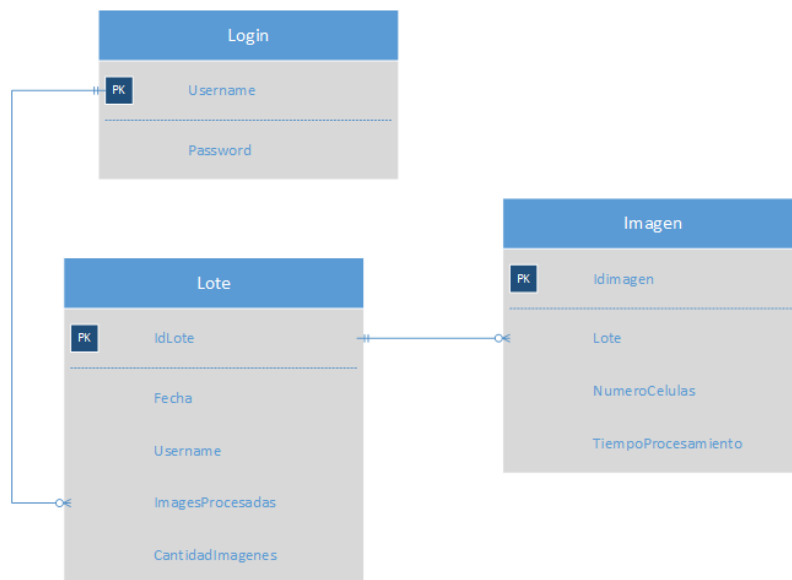 Login
PK Username
Password
Lote
PK IdLote
Fecha
Username
ImagesProcesadas
CantidadImagenes
Imagen
PK Idimagen
Lote
NumeroCelulas
TiempoProcesamiento